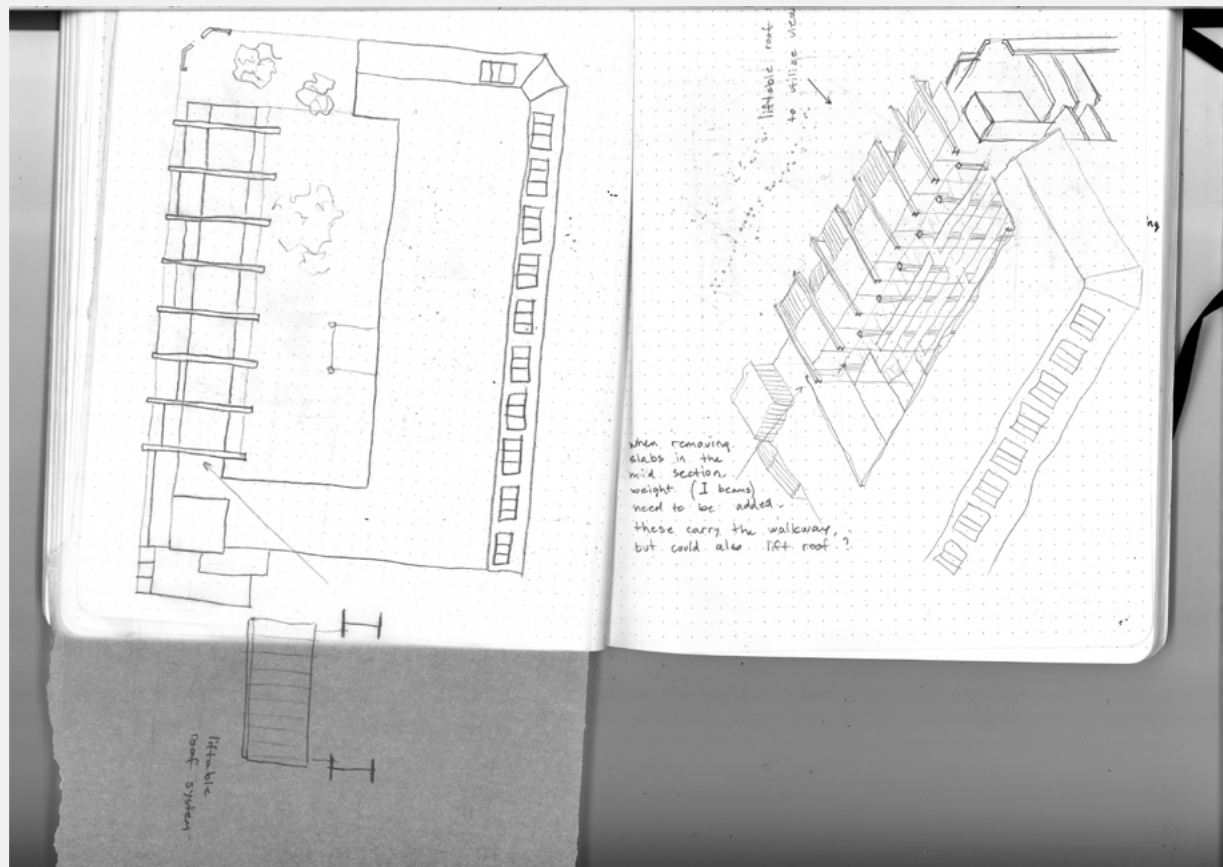 liftable roof
to utilize view
when removing
slabs in the
mid section,
weight (I beams)
need to be added.
these carry the walkway,
but could also lift roof?
liftable
roof system